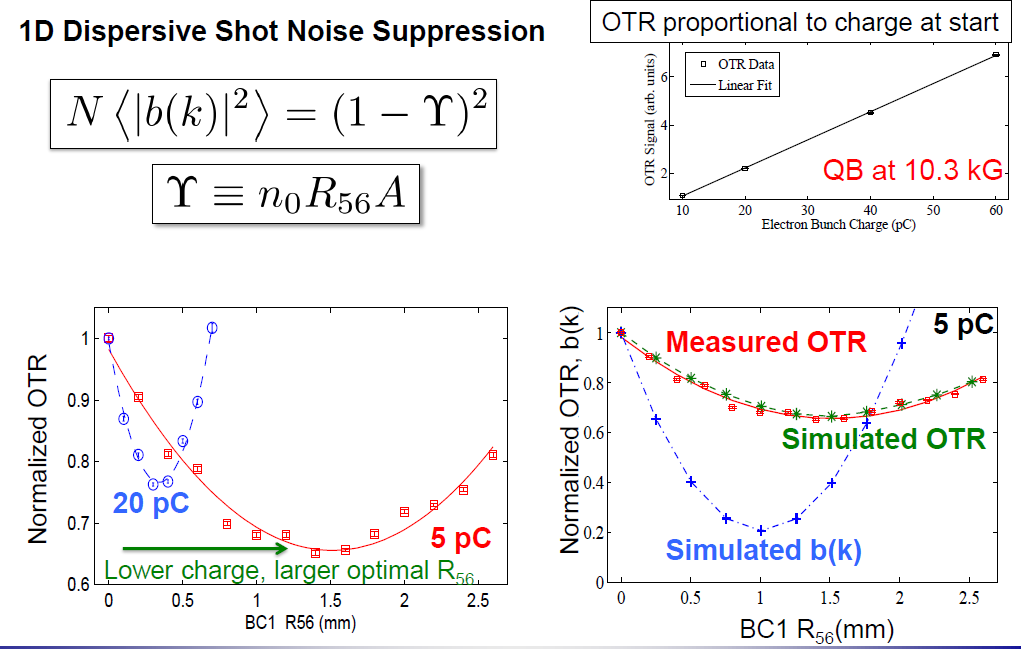 1D Dispersive Shot Noise Suppression
N ⟨|b(k)|²⟩ = (1 − ϒ)²
ϒ ≡ n₀R₅₆A
OTR proportional to charge at start
OTR Signal (arb. units)
6
4
2
OTR Data
Linear Fit
QB at 10.3 kG
10 20 30 40 50 60
Electron Bunch Charge (pC)
Normalized OTR
1
0.9
0.8
0.7
0.6
20 pC
5 pC
Lower charge, larger optimal R₅₆
0 0.5 1 1.5 2 2.5
BC1 R56 (mm)
Normalized OTR, b(k)
1
0.8
0.6
0.4
0.2
0
5 pC
Measured OTR
Simulated OTR
Simulated b(k)
0 0.5 1 1.5 2 2.5
BC1 R₅₆(mm)